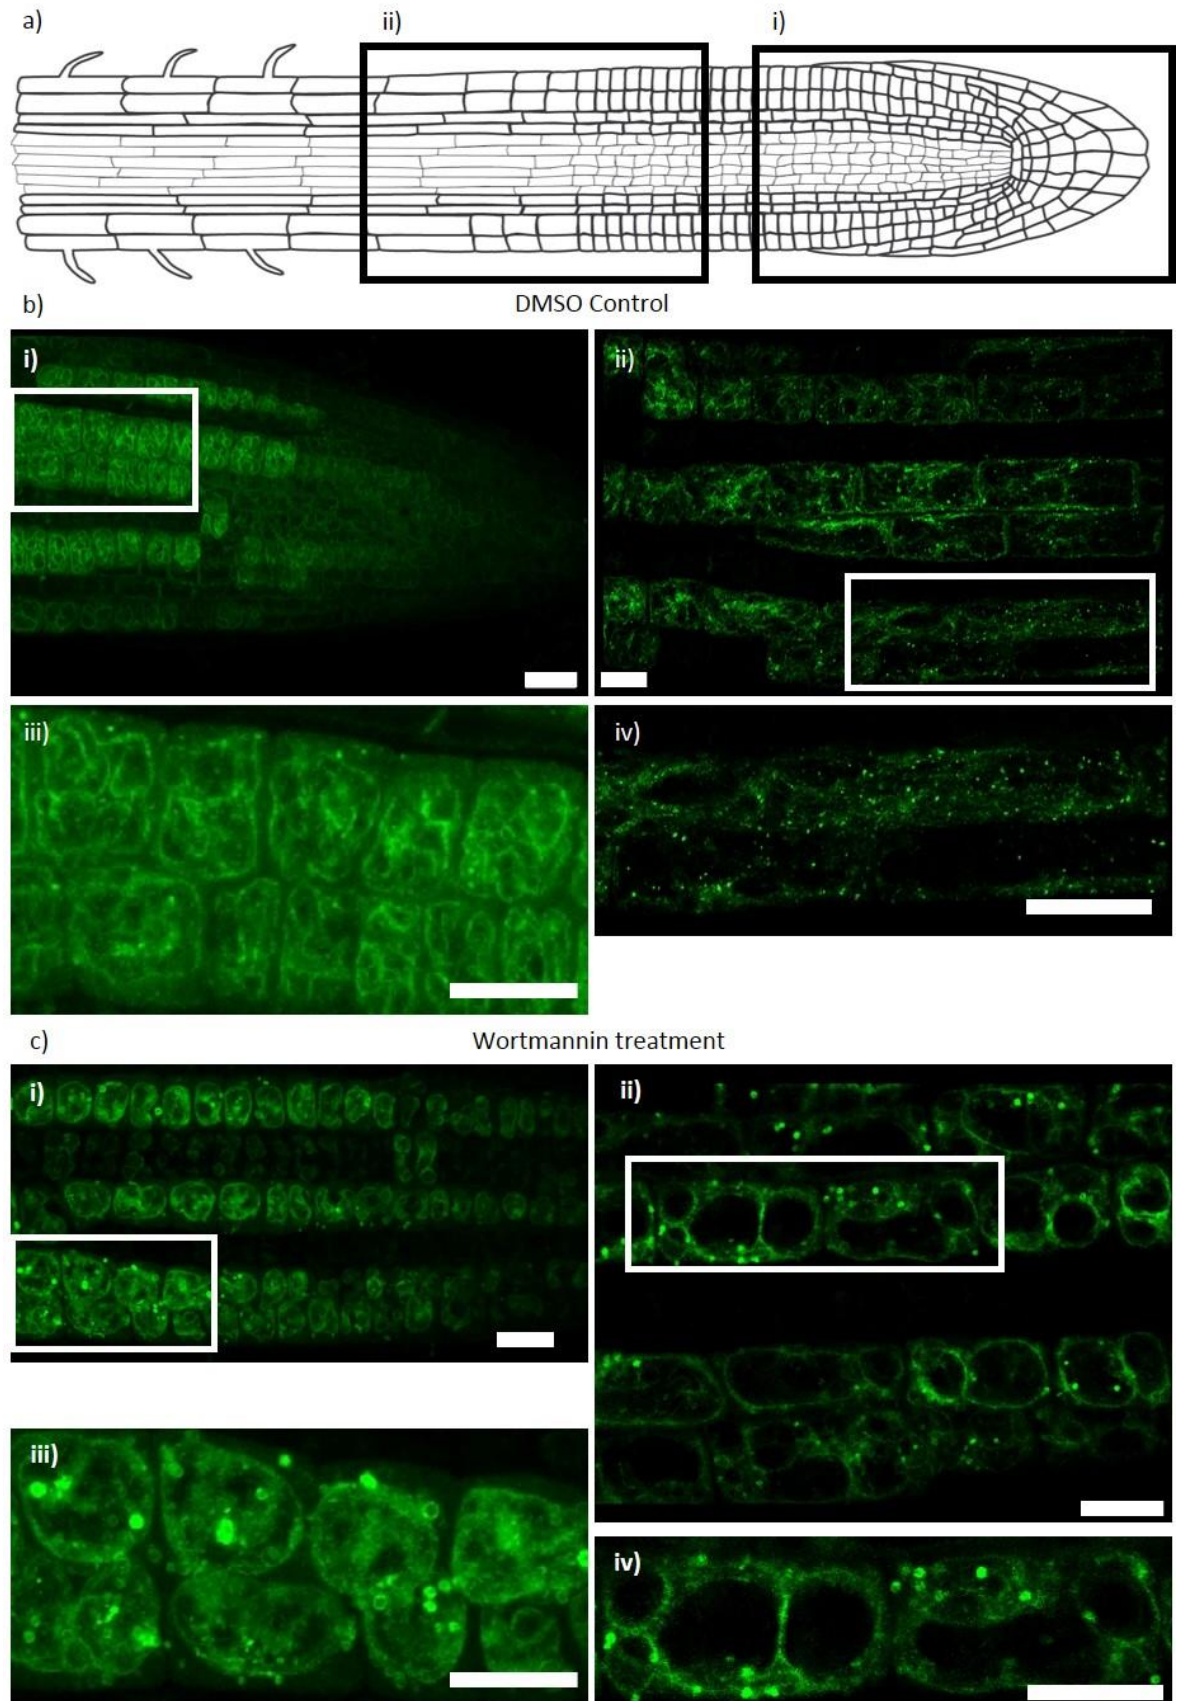 a)
ii)
i)
b)
DMSO Control
i)
ii)
iii)
iv)
c)
Wortmannin treatment
i)
ii)
iii)
iv)